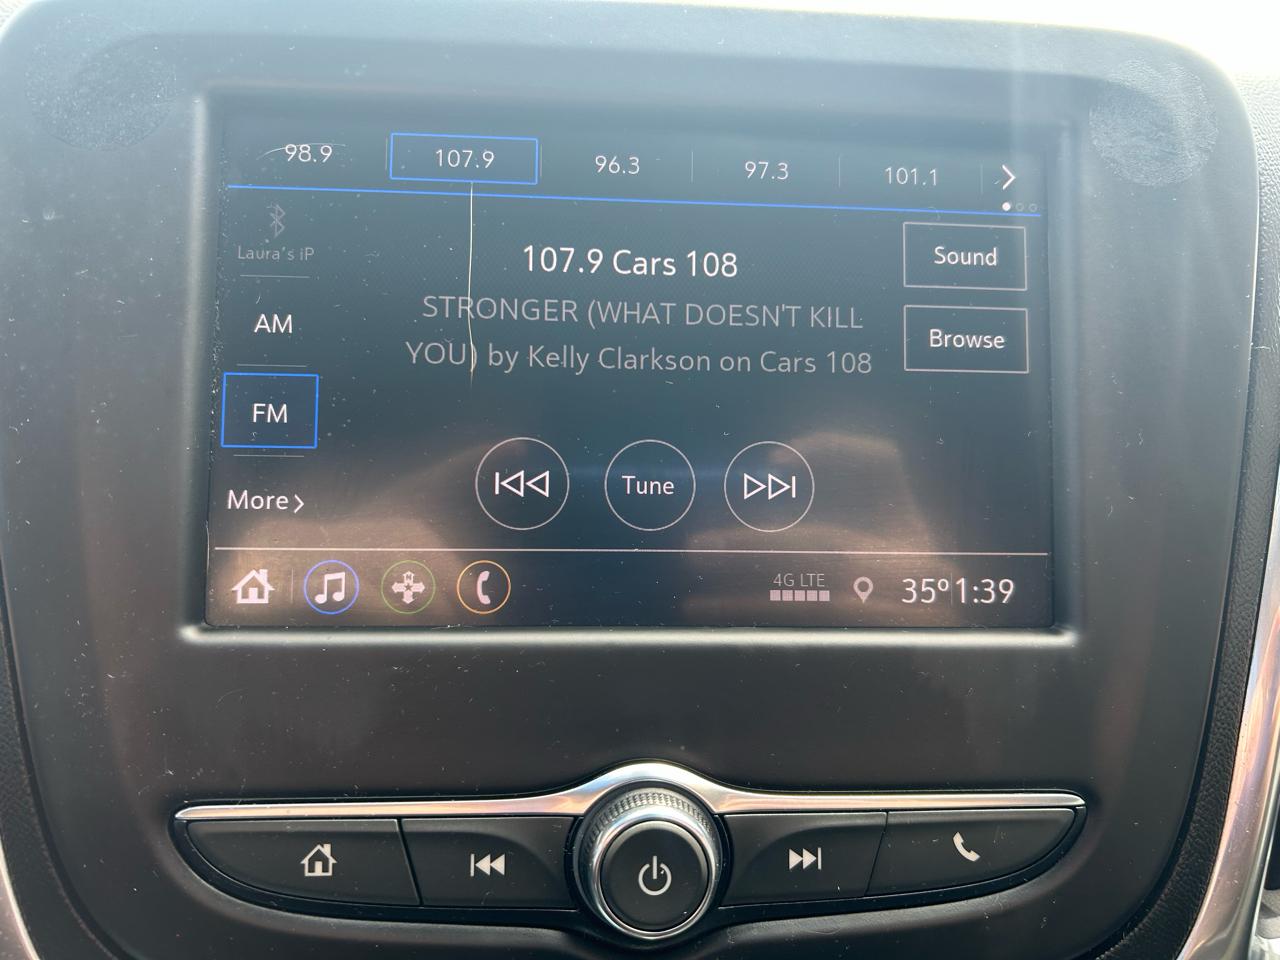 98.9 107.9 96.3 97.3 101.1
Laura's iP
107.9 Cars 108
Sound
STRONGER (WHAT DOESN'T KILL
YOU) by Kelly Clarkson on Cars 108
AM
Browse
FM
Tune
More
4G LTE
35° 1:39